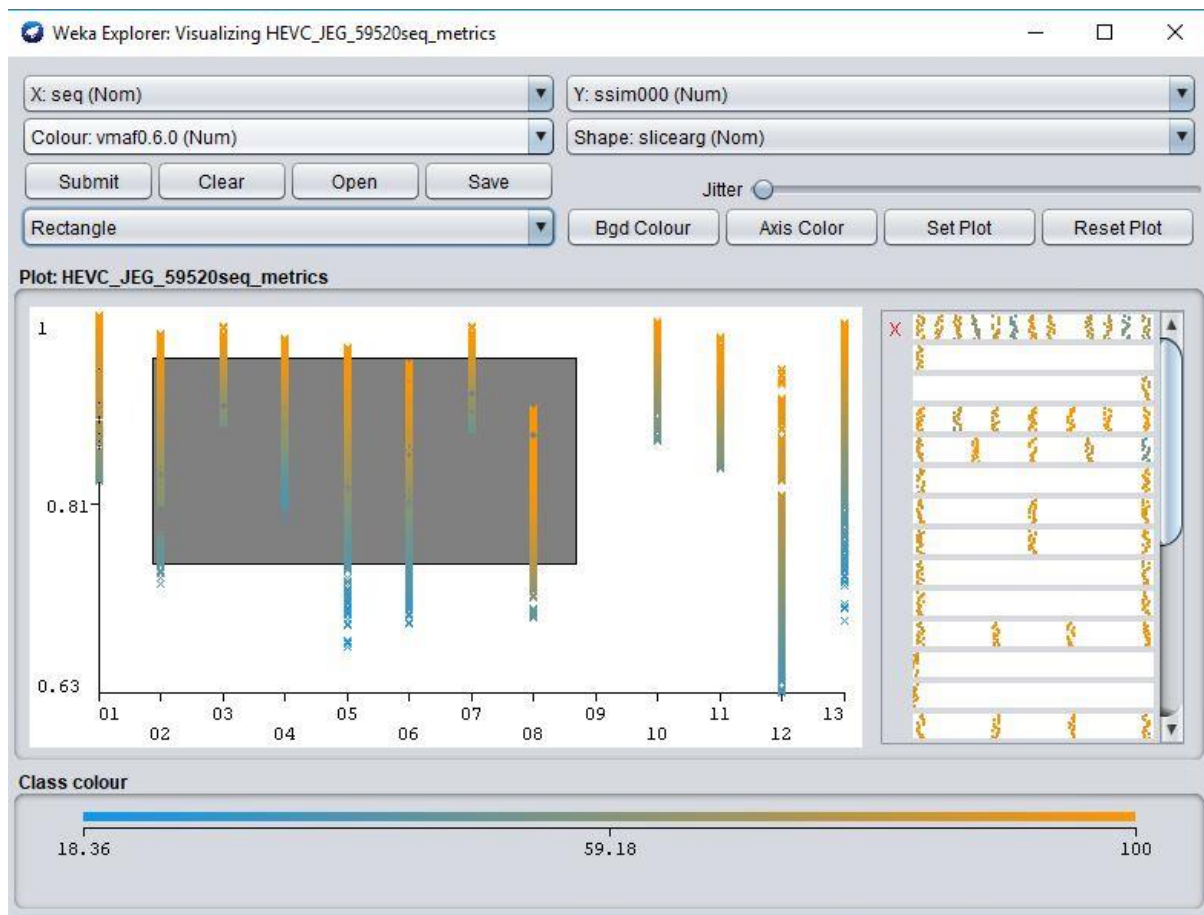 Weka Explorer: Visualizing HEVC_JEG_59520seq_metrics
X: seq (Nom)
Y: ssim000 (Num)
Colour: vmaf0.6.0 (Num)
Shape: slicearg (Nom)
Submit
Clear
Open
Save
Jitter
Rectangle
Bgd Colour
Axis Color
Set Plot
Reset Plot
Plot: HEVC_JEG_59520seq_metrics
1
0.81
0.63
01
03
05
07
09
11
13
02
04
06
08
10
12
X
Class colour
18.36
59.18
100